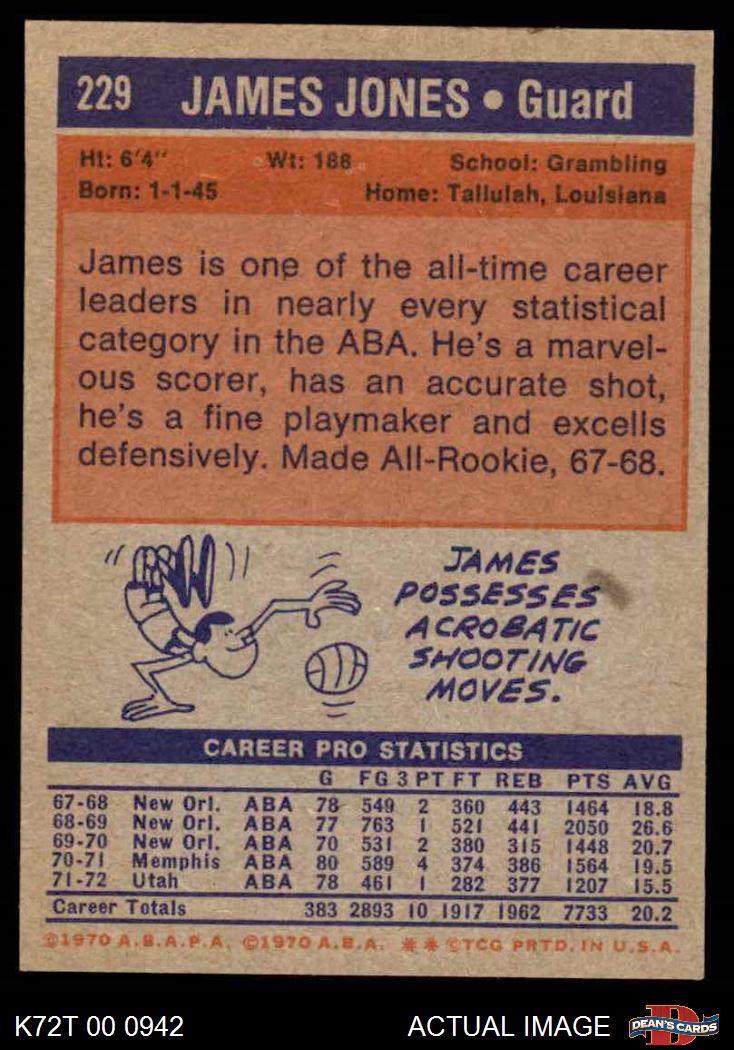 229 JAMES JONES • Guard
Ht: 6'4" Wt: 188 School: Grambling
Born: 1-1-45 Home: Tallulah, Louisiana
James is one of the all-time career
leaders in nearly every statistical
category in the ABA. He's a marvel-
ous scorer, has an accurate shot,
he's a fine playmaker and excells
defensively. Made All-Rookie, 67-68.
JAMES
POSSESSES
ACROBATIC
SHOOTING
MOVES.
CAREER PRO STATISTICS
G FG 3 PT FT REB PTS AVG
67-68 New Orl. ABA 78 549 2 360 443 1464 18.8
68-69 New Orl. ABA 77 763 1 521 441 2050 26.6
69-70 New Orl. ABA 70 531 2 380 315 1448 20.7
70-71 Memphis ABA 80 589 4 374 386 1564 19.5
71-72 Utah ABA 78 461 1 282 377 1207 15.5
Career Totals 383 2893 10 1917 1962 7733 20.2
©1970 A.B.A.P.A. ©1970 A.B.A. ** ©TCG PRTD. IN U.S.A.
K72T 00 0942 ACTUAL IMAGE D DEAN'S CARDS